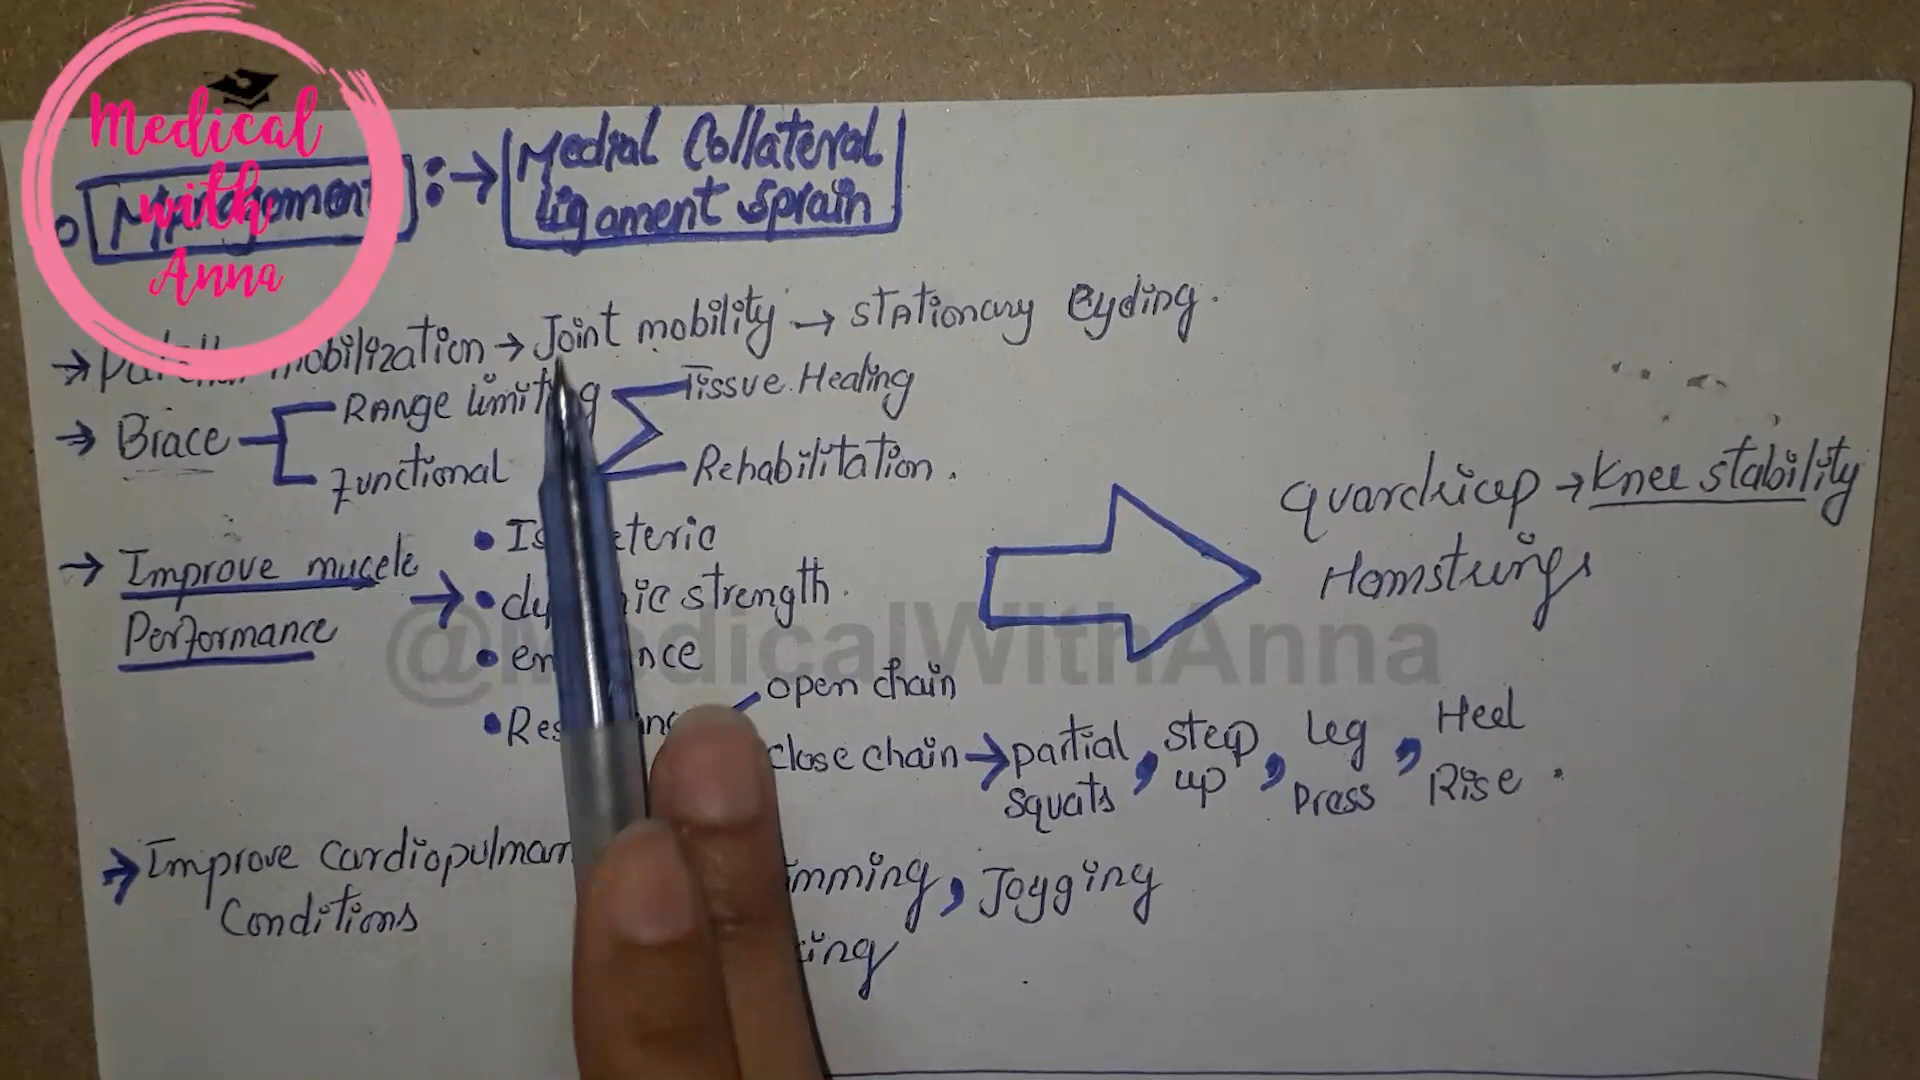 Medical
with
Anna
Management :→ Medial Collateral
Ligament Sprain
→ mobilization → Joint mobility → stationary Cycling.
→ Brace Range limiting Tissue Healing
Functional Rehabilitation.
→ Improve mucele
Performance →
• dynamic strength.
•
•
open chain
close chain → partial squats, step up, Leg Press, Heel Rise.
Quardricep → Knee stability
Hamstrings
→ Improve cardiopulmonary
Conditions
Jogging
@MedicalWithAnna